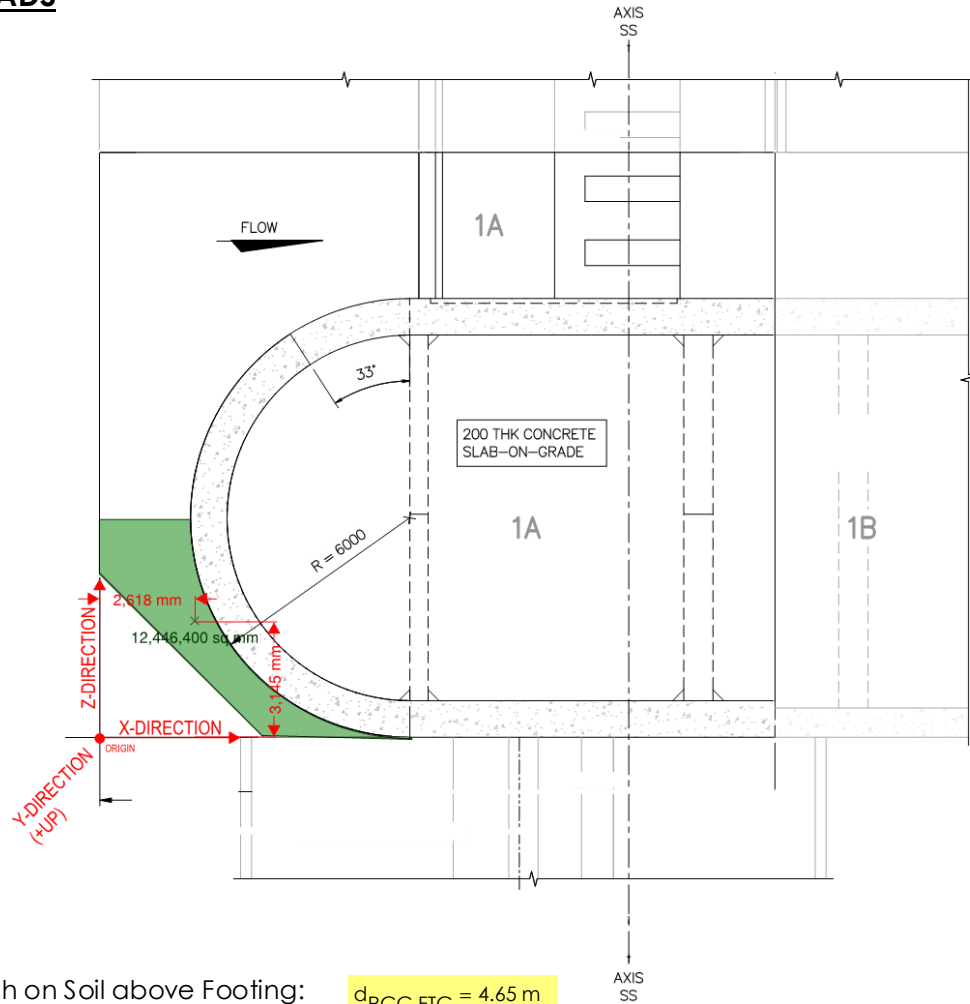 AXIS
SS
FLOW
1A
33°
200 THK CONCRETE
SLAB-ON-GRADE
R = 6000
1A
1B
2,618 mm
12,446,400 sq mm
3,145 mm
Z-DIRECTION
X-DIRECTION
ORIGIN
Y-DIRECTION
(+UP)
AXIS
SS
on Soil above Footing:
= 4.65 m